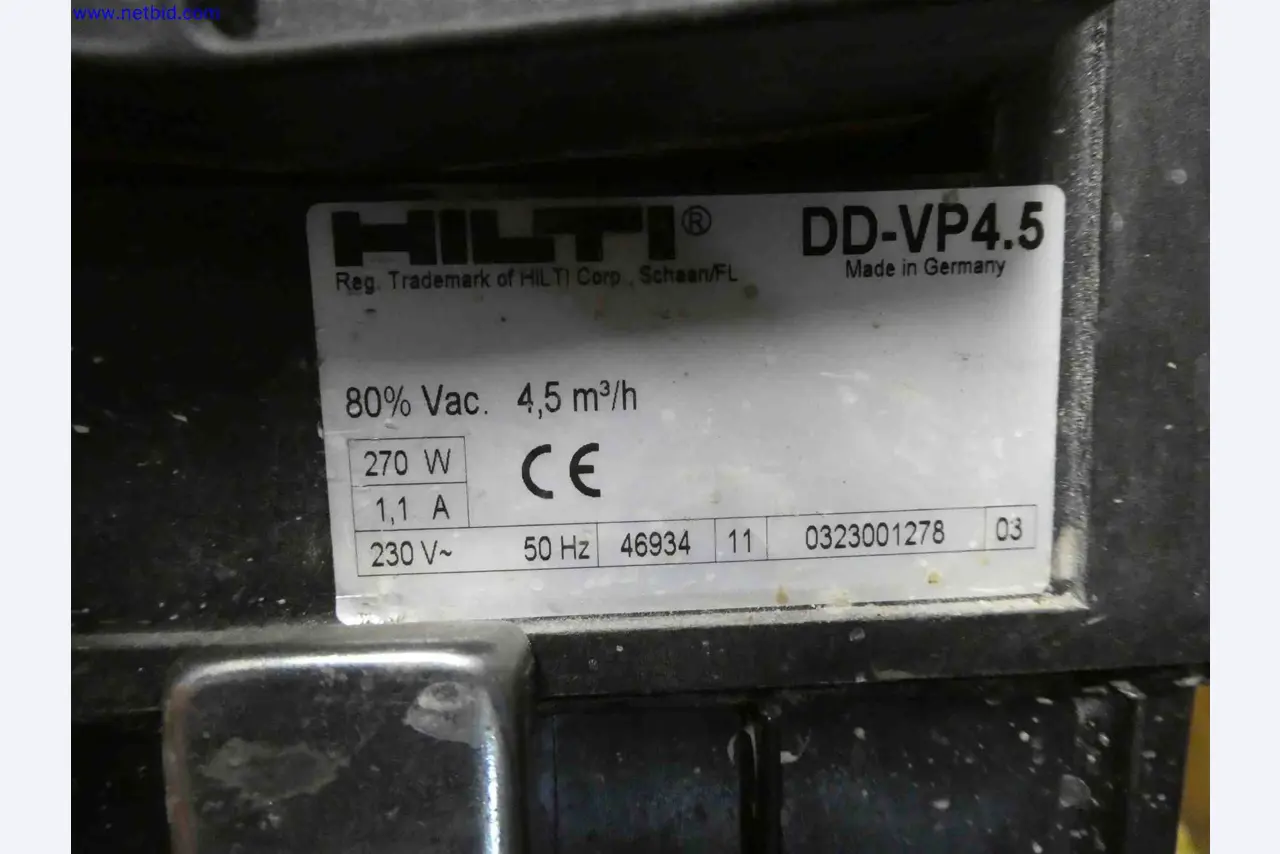 www.netbid.com
HILTI® DD-VP4.5
Reg. Trademark of HILTI Corp., Schaan/FL Made in Germany
80% Vac. 4,5 m³/h
270 W CE
1,1 A
230 V~ 50 Hz 46934 11 0323001278 03